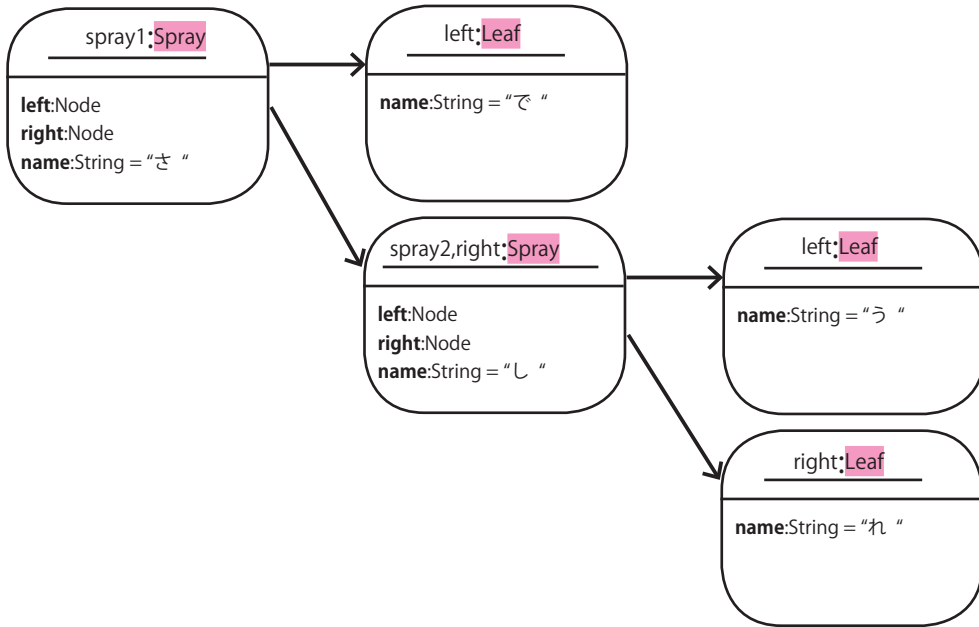 spray1:Spray
left:Node
right:Node
name:String = “さ “
left:Leaf
name:String = “で “
spray2,right:Spray
left:Node
right:Node
name:String = “し “
left:Leaf
name:String = “う “
right:Leaf
name:String = “れ “